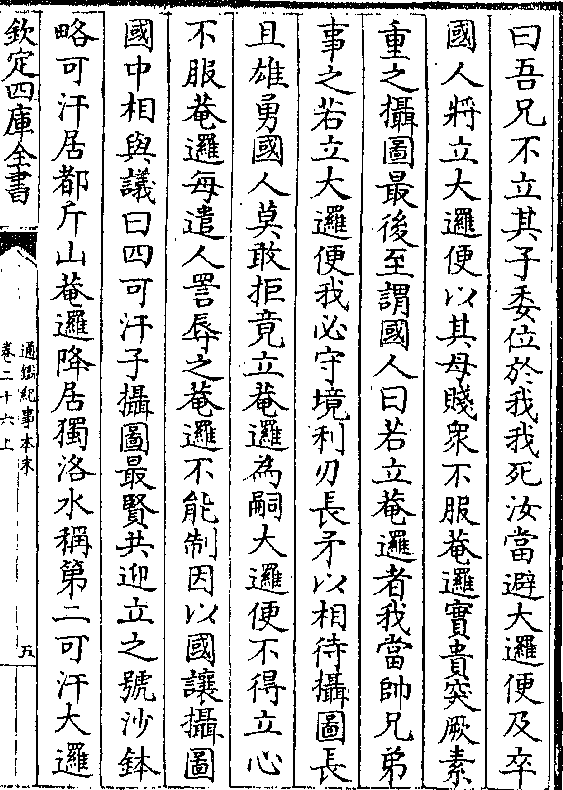 曰吾兄不立其子委位於我我死汝當避大邏便及卒
國人將立大邏便以其母賤衆不服菴邏實貴突厥素
重之攝圖最後至謂國人曰若立菴邏者我當帥兄弟
事之若立大邏便我必守境利刃長矛以相待攝圖長
且雄勇國人莫敢拒竟立菴邏為嗣大邏便不得立心
不服菴邏每遣人詈辱之菴邏不能制因以國讓攝圖
國中相與議曰四可汗子攝圖最賢共迎立之號沙鉢
略可汗居都斤山菴邏降居獨洛水稱第二可汗大邏
欽定四庫全書
通鑑紀事本末
卷二十六上
五